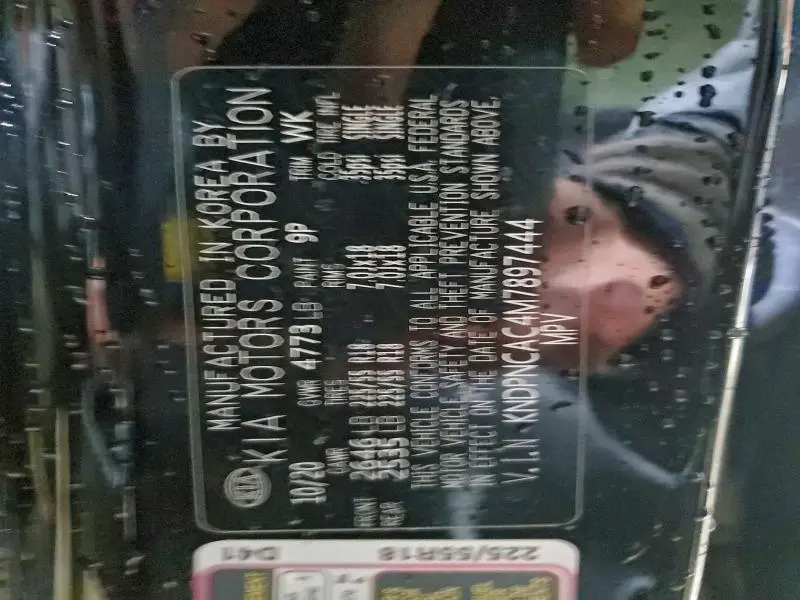 KIA
MANUFACTURED IN KOREA BY
KIA MOTORS CORPORATION
10/20 GVWR 4773 LB PAINT 9P TRIM WK
GAWR TIRES RIMS COLD TIRE INFL.
FRONT 2646 LB 225/55 R18 7.0Jx18 35psi SINGLE
REAR 2535 LB 225/55 R18 7.0Jx18 35psi SINGLE
THIS VEHICLE CONFORMS TO ALL APPLICABLE U.S.A. FEDERAL
MOTOR VEHICLE SAFETY AND THEFT PREVENTION STANDARDS
IN EFFECT ON THE DATE OF MANUFACTURE SHOWN ABOVE.
V.I.N KNDPNCAC4M7897444
MPV
225/55R18 D41